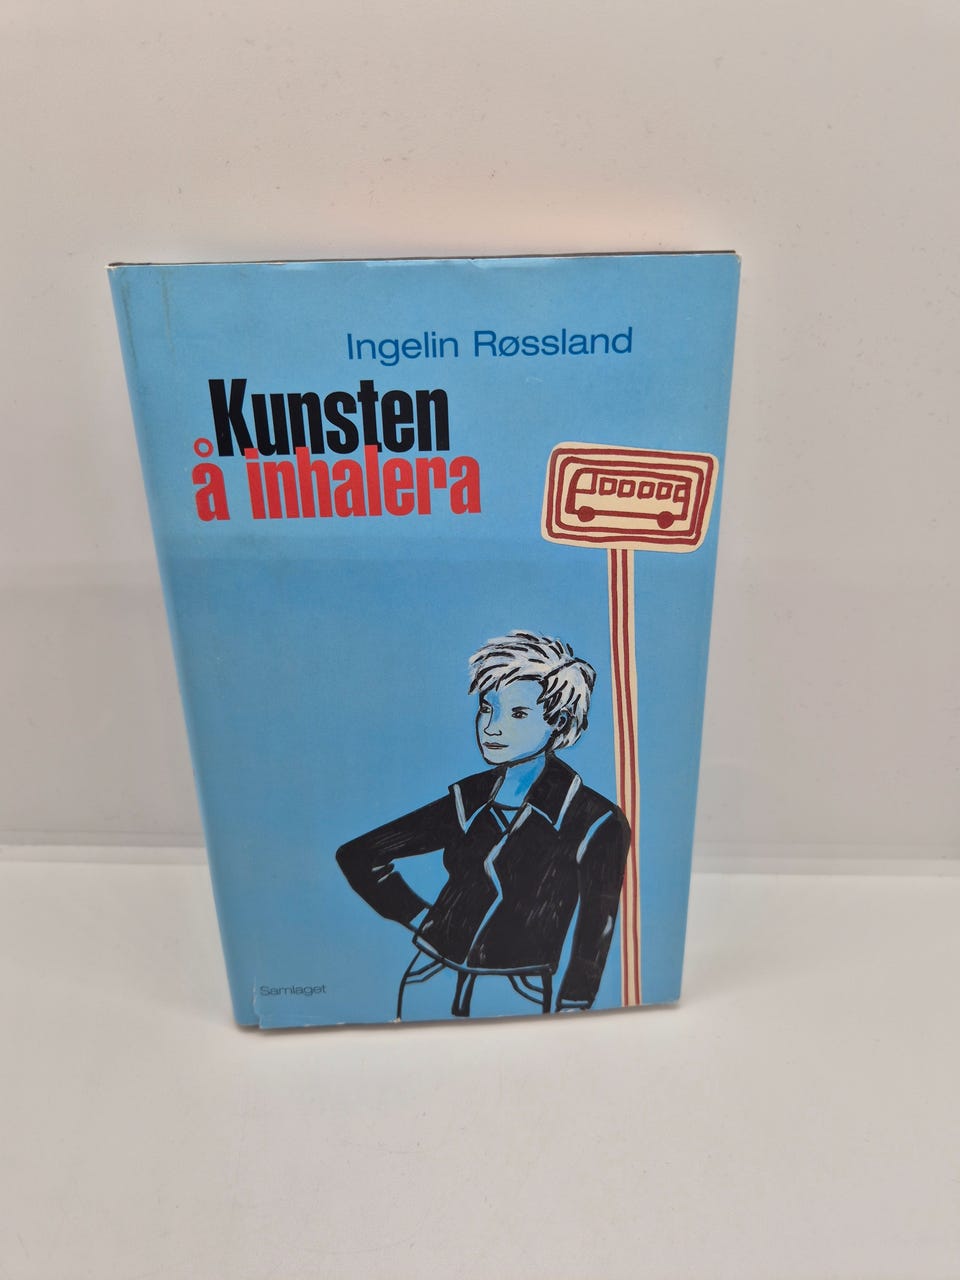 Ingelin Røssland
Kunsten
å inhalera
Samlaget